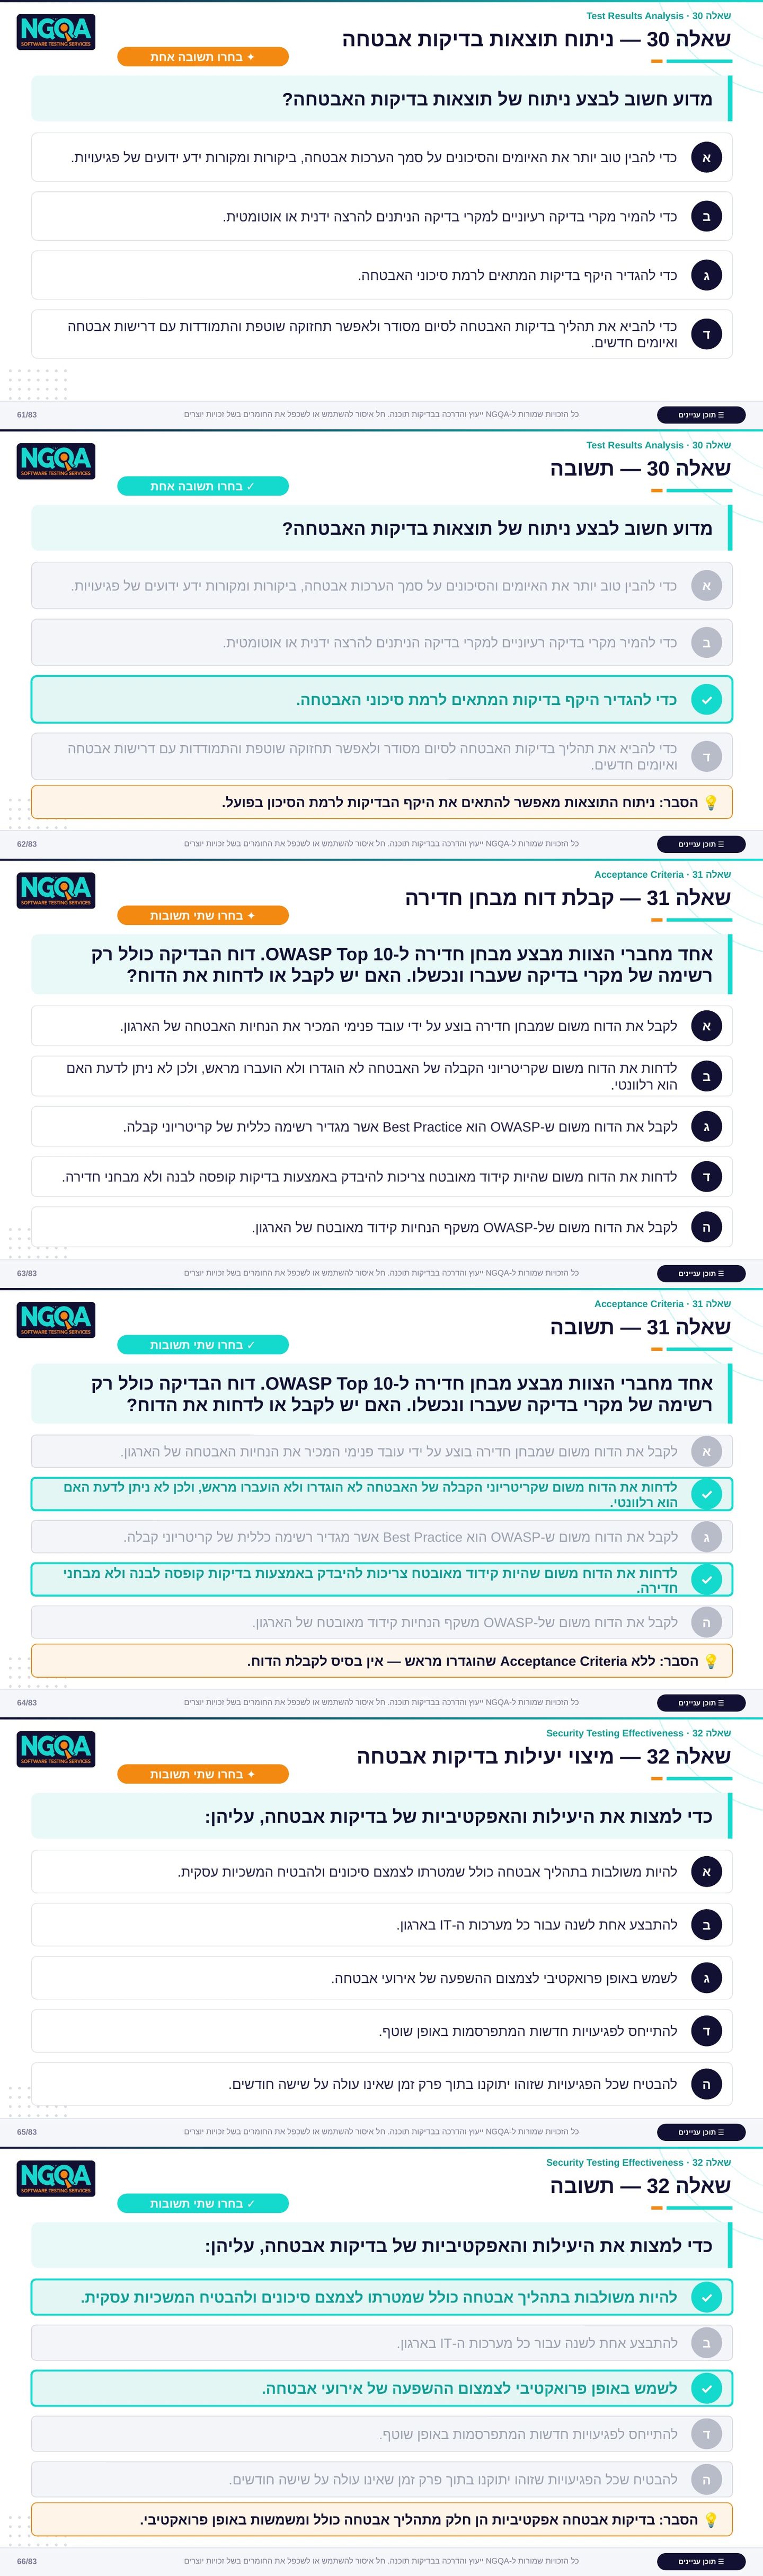 שאלה 30 · Test Results Analysis
שאלה 30 — ניתוח תוצאות בדיקות אבטחה
NGQA
SOFTWARE TESTING SERVICES
✦ בחרו תשובה אחת
מדוע חשוב לבצע ניתוח של תוצאות בדיקות האבטחה?
א
כדי להבין טוב יותר את האיומים והסיכונים על סמך הערכות אבטחה, ביקורות ומקורות ידע ידועים של פגיעויות.
ב
כדי להמיר מקרי בדיקה רעיוניים למקרי בדיקה הניתנים להרצה ידנית או אוטומטית.
ג
כדי להגדיר היקף בדיקות המתאים לרמת סיכוני האבטחה.
ד
כדי להביא את תהליך בדיקות האבטחה לסיום מסודר ולאפשר תחזוקה שוטפת והתמודדות עם דרישות אבטחה
ואיומים חדשים.
☰ תוכן עניינים
כל הזכויות שמורות ל-NGQA ייעוץ והדרכה בבדיקות תוכנה. חל איסור להשתמש או לשכפל את החומרים בשל זכויות יוצרים
61/83
שאלה 30 · Test Results Analysis
שאלה 30 — תשובה
NGQA
SOFTWARE TESTING SERVICES
✓ בחרו תשובה אחת
מדוע חשוב לבצע ניתוח של תוצאות בדיקות האבטחה?
א
כדי להבין טוב יותר את האיומים והסיכונים על סמך הערכות אבטחה, ביקורות ומקורות ידע ידועים של פגיעויות.
ב
כדי להמיר מקרי בדיקה רעיוניים למקרי בדיקה הניתנים להרצה ידנית או אוטומטית.
✓
כדי להגדיר היקף בדיקות המתאים לרמת סיכוני האבטחה.
ד
כדי להביא את תהליך בדיקות האבטחה לסיום מסודר ולאפשר תחזוקה שוטפת והתמודדות עם דרישות אבטחה
ואיומים חדשים.
💡 הסבר: ניתוח התוצאות מאפשר להתאים את היקף הבדיקות לרמת הסיכון בפועל.
☰ תוכן עניינים
כל הזכויות שמורות ל-NGQA ייעוץ והדרכה בבדיקות תוכנה. חל איסור להשתמש או לשכפל את החומרים בשל זכויות יוצרים
62/83
שאלה 31 · Acceptance Criteria
שאלה 31 — קבלת דוח מבחן חדירה
NGQA
SOFTWARE TESTING SERVICES
✦ בחרו שתי תשובות
אחד מחברי הצוות מבצע מבחן חדירה ל-OWASP Top 10. דוח הבדיקה כולל רק
רשימה של מקרי בדיקה שעברו ונכשלו. האם יש לקבל או לדחות את הדוח?
א
לקבל את הדוח משום שמבחן חדירה בוצע על ידי עובד פנימי המכיר את הנחיות האבטחה של הארגון.
ב
לדחות את הדוח משום שקריטריוני הקבלה של האבטחה לא הוגדרו ולא הועברו מראש, ולכן לא ניתן לדעת האם
הוא רלוונטי.
ג
לקבל את הדוח משום ש-OWASP הוא Best Practice אשר מגדיר רשימה כללית של קריטריוני קבלה.
ד
לדחות את הדוח משום שהיות קידוד מאובטח צריכות להיבדק באמצעות בדיקות קופסה לבנה ולא מבחני חדירה.
ה
לקבל את הדוח משום של-OWASP משקף הנחיות קידוד מאובטח של הארגון.
☰ תוכן עניינים
כל הזכויות שמורות ל-NGQA ייעוץ והדרכה בבדיקות תוכנה. חל איסור להשתמש או לשכפל את החומרים בשל זכויות יוצרים
63/83
שאלה 31 · Acceptance Criteria
שאלה 31 — תשובה
NGQA
SOFTWARE TESTING SERVICES
✓ בחרו שתי תשובות
אחד מחברי הצוות מבצע מבחן חדירה ל-OWASP Top 10. דוח הבדיקה כולל רק
רשימה של מקרי בדיקה שעברו ונכשלו. האם יש לקבל או לדחות את הדוח?
א
לקבל את הדוח משום שמבחן חדירה בוצע על ידי עובד פנימי המכיר את הנחיות האבטחה של הארגון.
✓
לדחות את הדוח משום שקריטריוני הקבלה של האבטחה לא הוגדרו ולא הועברו מראש, ולכן לא ניתן לדעת האם
הוא רלוונטי.
ג
לקבל את הדוח משום ש-OWASP הוא Best Practice אשר מגדיר רשימה כללית של קריטריוני קבלה.
✓
לדחות את הדוח משום שהיות קידוד מאובטח צריכות להיבדק באמצעות בדיקות קופסה לבנה ולא מבחני
חדירה.
ה
לקבל את הדוח משום של-OWASP משקף הנחיות קידוד מאובטח של הארגון.
💡 הסבר: ללא Acceptance Criteria שהוגדרו מראש — אין בסיס לקבלת הדוח.
☰ תוכן עניינים
כל הזכויות שמורות ל-NGQA ייעוץ והדרכה בבדיקות תוכנה. חל איסור להשתמש או לשכפל את החומרים בשל זכויות יוצרים
64/83
שאלה 32 · Security Testing Effectiveness
שאלה 32 — מיצוי יעילות בדיקות אבטחה
NGQA
SOFTWARE TESTING SERVICES
✦ בחרו שתי תשובות
כדי למצות את היעילות והאפקטיביות של בדיקות אבטחה, עליהן:
א
להיות משולבות בתהליך אבטחה כולל שמטרתו לצמצם סיכונים ולהבטיח המשכיות עסקית.
ב
להתבצע אחת לשנה עבור כל מערכות ה-IT בארגון.
ג
לשמש באופן פרואקטיבי לצמצום ההשפעה של אירועי אבטחה.
ד
להתייחס לפגיעויות חדשות המתפרסמות באופן שוטף.
ה
להבטיח שכל הפגיעויות שזוהו יתוקנו בתוך פרק זמן שאינו עולה על שישה חודשים.
☰ תוכן עניינים
כל הזכויות שמורות ל-NGQA ייעוץ והדרכה בבדיקות תוכנה. חל איסור להשתמש או לשכפל את החומרים בשל זכויות יוצרים
65/83
שאלה 32 · Security Testing Effectiveness
שאלה 32 — תשובה
NGQA
SOFTWARE TESTING SERVICES
✓ בחרו שתי תשובות
כדי למצות את היעילות והאפקטיביות של בדיקות אבטחה, עליהן:
✓
להיות משולבות בתהליך אבטחה כולל שמטרתו לצמצם סיכונים ולהבטיח המשכיות עסקית.
ב
להתבצע אחת לשנה עבור כל מערכות ה-IT בארגון.
✓
לשמש באופן פרואקטיבי לצמצום ההשפעה של אירועי אבטחה.
ד
להתייחס לפגיעויות חדשות המתפרסמות באופן שוטף.
ה
להבטיח שכל הפגיעויות שזוהו יתוקנו בתוך פרק זמן שאינו עולה על שישה חודשים.
💡 הסבר: בדיקות אבטחה אפקטיביות הן חלק מתהליך אבטחה כולל ומשמשות באופן פרואקטיבי.
☰ תוכן עניינים
כל הזכויות שמורות ל-NGQA ייעוץ והדרכה בבדיקות תוכנה. חל איסור להשתמש או לשכפל את החומרים בשל זכויות יוצרים
66/83